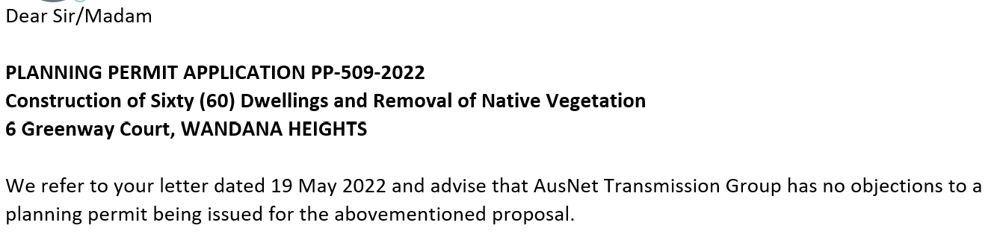 Dear Sir/Madam
PLANNING PERMIT APPLICATION PP-509-2022
Construction of Sixty (60) Dwellings and Removal of Native Vegetation
6 Greenway Court, WANDANA HEIGHTS
We refer to your letter dated 19 May 2022 and advise that AusNet Transmission Group has no objections to a
planning permit being issued for the abovementioned proposal.